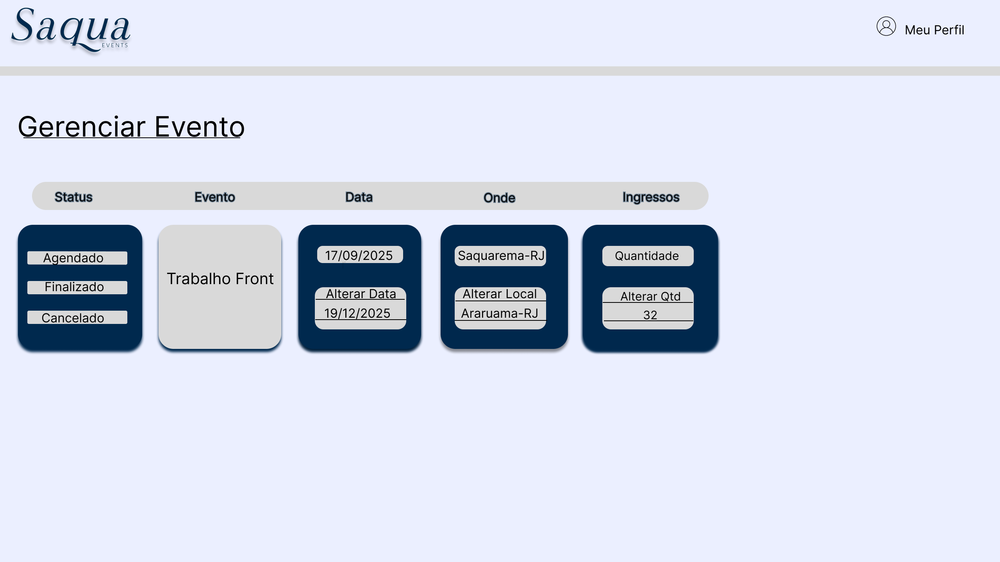 Saqua
EVENTS
Meu Perfil
Gerenciar Evento
Status Evento Data Onde Ingressos
Agendado
Finalizado
Cancelado
Trabalho Front
17/09/2025
Alterar Data
19/12/2025
Saquarema-RJ
Alterar Local
Araruama-RJ
Quantidade
Alterar Qtd
32